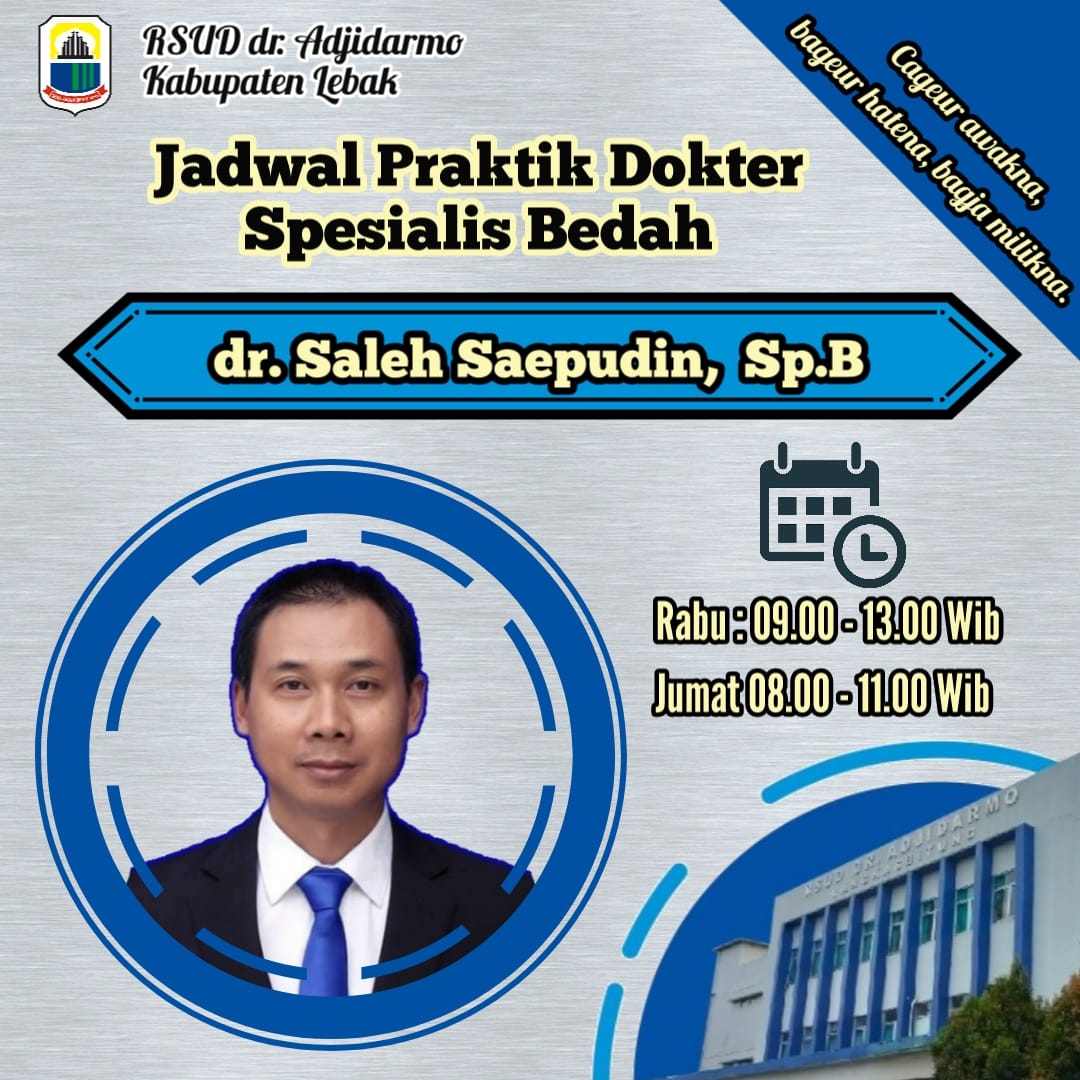 RSUD dr. Adjidarmo
Kabupaten Lebak
Cageur awakna,
bageur hatena, bagja milikna.
Jadwal Praktik Dokter
Spesialis Bedah
dr. Saleh Saepudin, Sp.B
Rabu : 09.00 - 13.00 Wib
Jumat 08.00 - 11.00 Wib
RSUD DR. ADJIDARMO
RANGKASBITUNG